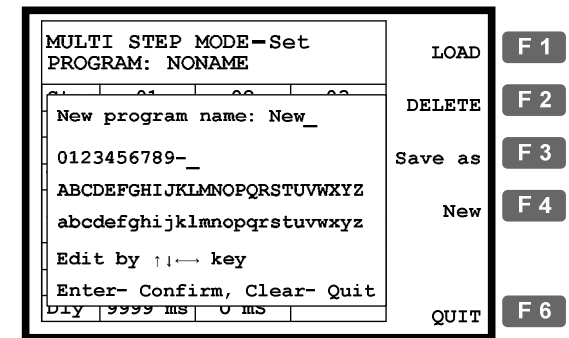 MULTI STEP MODE-Set
PROGRAM: NONAME
New program name: New_
0123456789-_
ABCDEFGHIJKLMNOPQRSTUVWXYZ
abcdefghijklmnopqrstuvwxyz
Edit by ↑↓←→ key
Enter- Confirm, Clear- Quit
Dly 9999 ms 0 mS
LOAD F 1
DELETE F 2
Save as F 3
New F 4
QUIT F 6